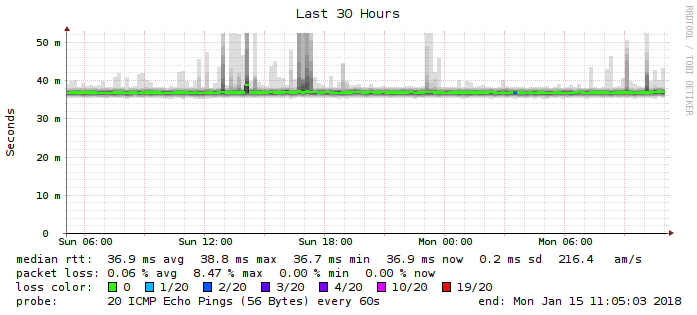 Last 30 Hours
RRDTOOL / TOBI OETIKER
Seconds
50 m
40 m
30 m
20 m
10 m
0
Sun 06:00 Sun 12:00 Sun 18:00 Mon 00:00 Mon 06:00
median rtt: 36.9 ms avg 38.8 ms max 36.7 ms min 36.9 ms now 0.2 ms sd 216.4 am/s
packet loss: 0.06 % avg 8.47 % max 0.00 % min 0.00 % now
loss color: 0 1/20 2/20 3/20 4/20 10/20 19/20
probe: 20 ICMP Echo Pings (56 Bytes) every 60s end: Mon Jan 15 11:05:03 2018